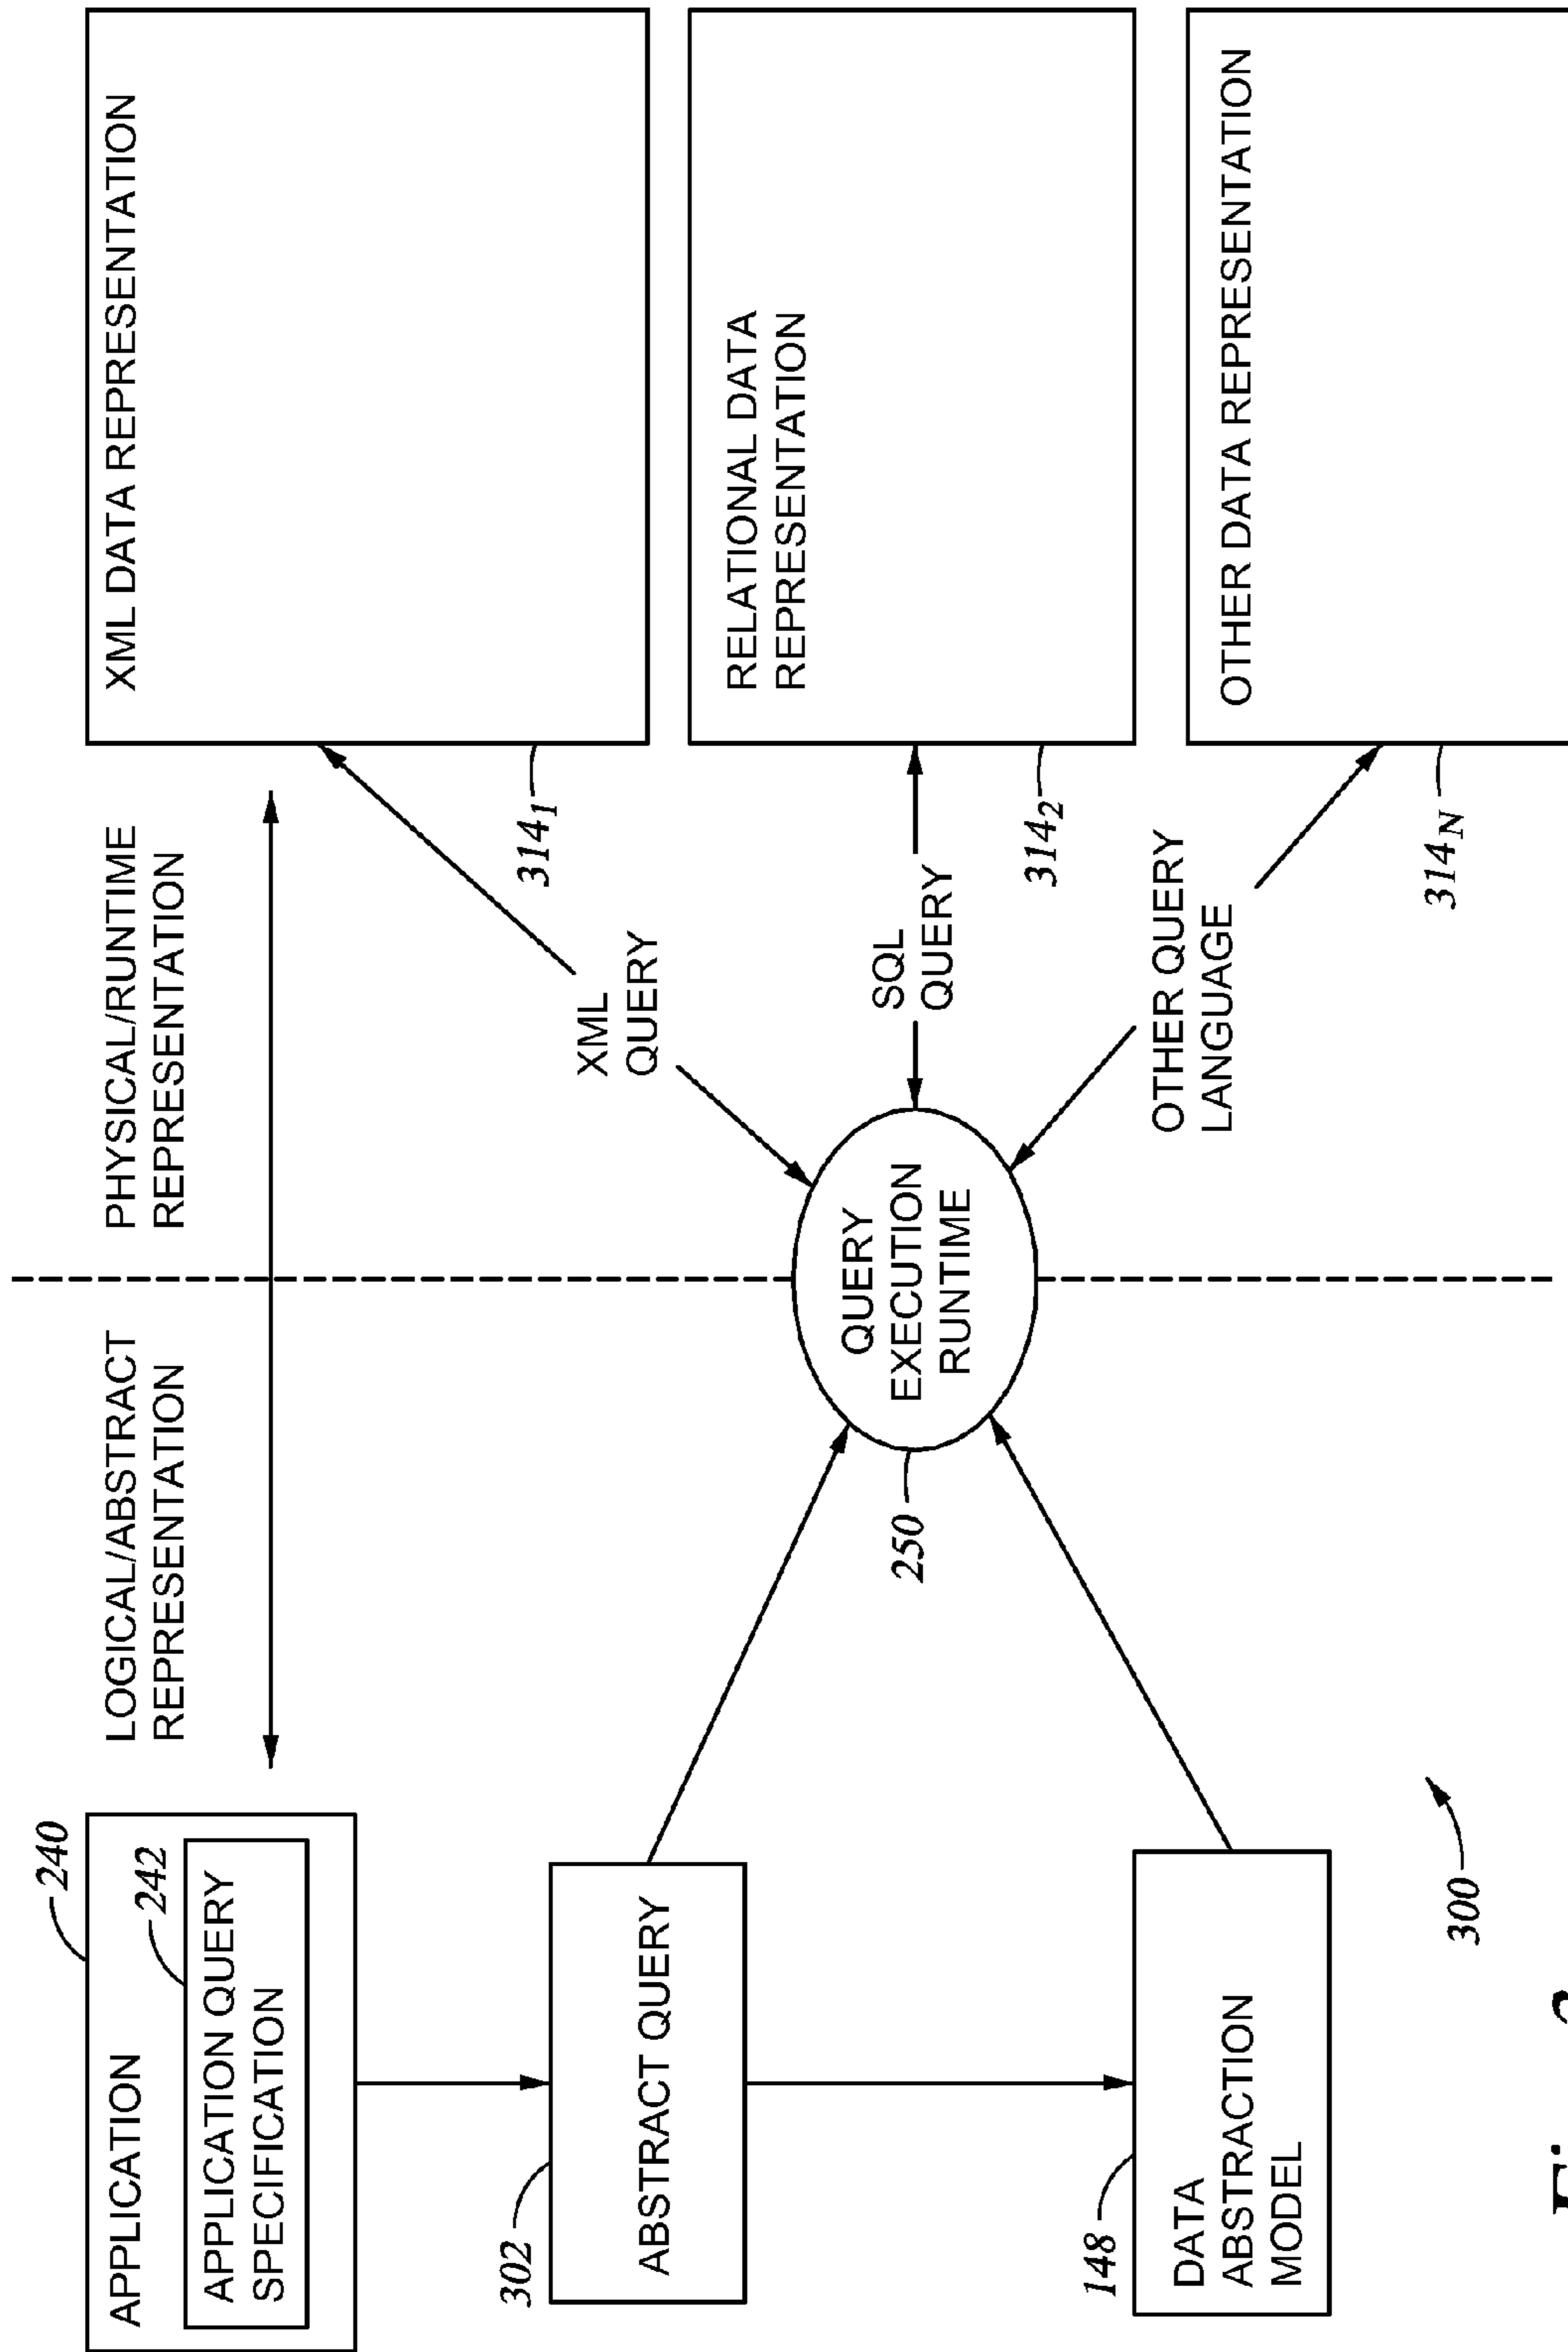 APPLICATION
240
APPLICATION QUERY
SPECIFICATION
242
LOGICAL/ABSTRACT
REPRESENTATION
PHYSICAL/RUNTIME
REPRESENTATION
XML DATA REPRESENTATION
314₁
302
ABSTRACT QUERY
QUERY
EXECUTION
RUNTIME
250
XML
QUERY
SQL
QUERY
OTHER QUERY
LANGUAGE
RELATIONAL DATA
REPRESENTATION
314₂
148
DATA
ABSTRACTION
MODEL
OTHER DATA REPRESENTATION
314N
300